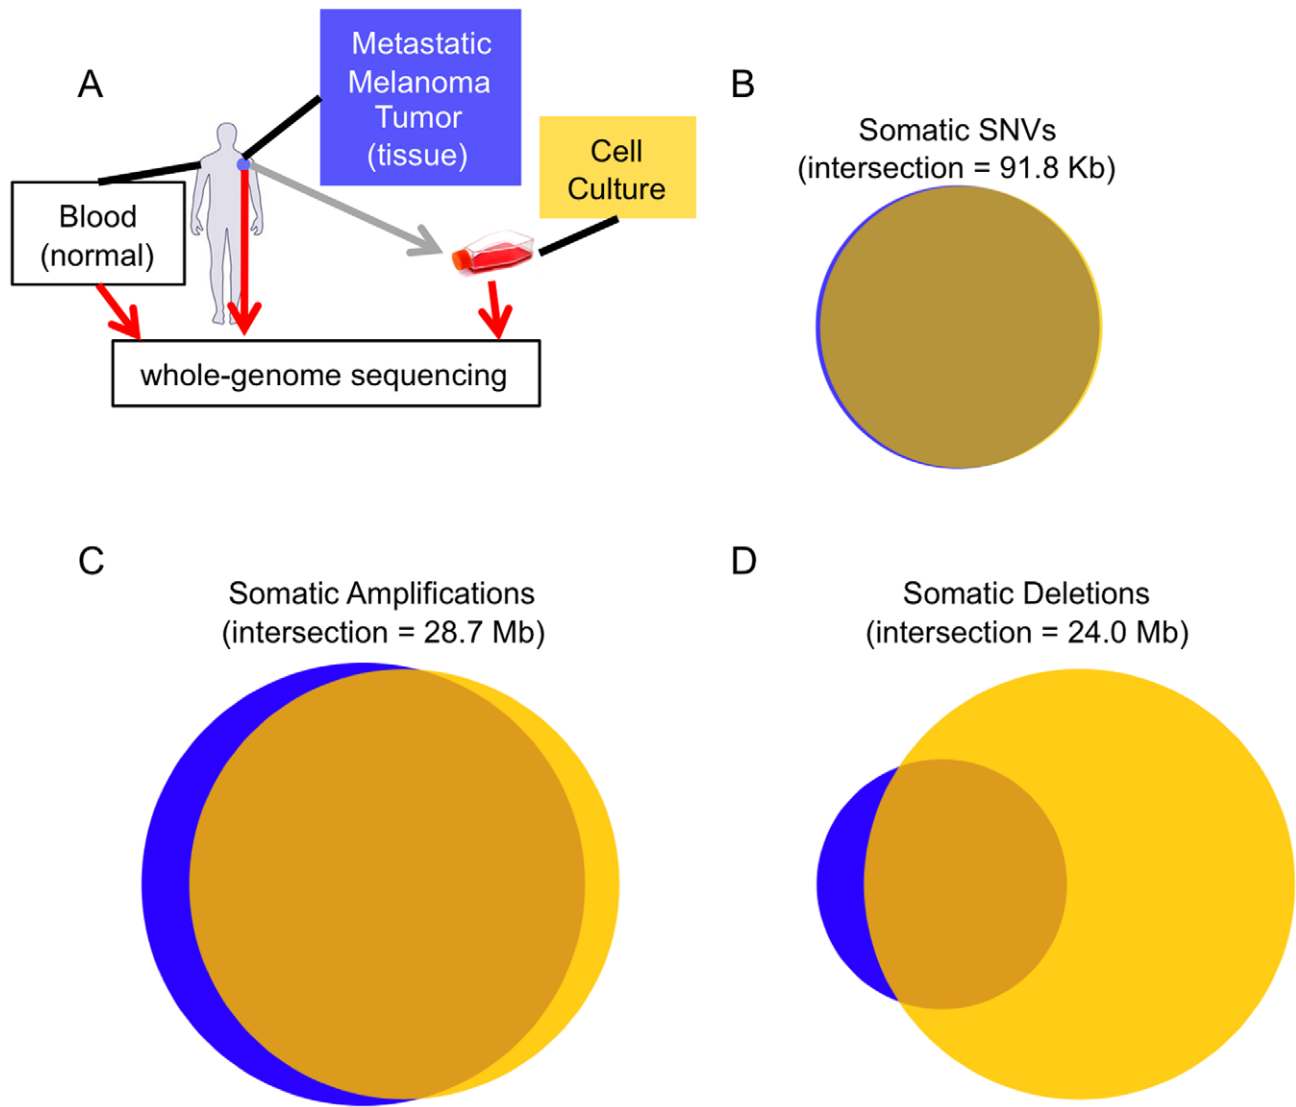 A
Metastatic
Melanoma
Tumor
(tissue)
Cell
Culture
Blood
(normal)
whole-genome sequencing
B
Somatic SNVs
(intersection = 91.8 Kb)
C
Somatic Amplifications
(intersection = 28.7 Mb)
D
Somatic Deletions
(intersection = 24.0 Mb)